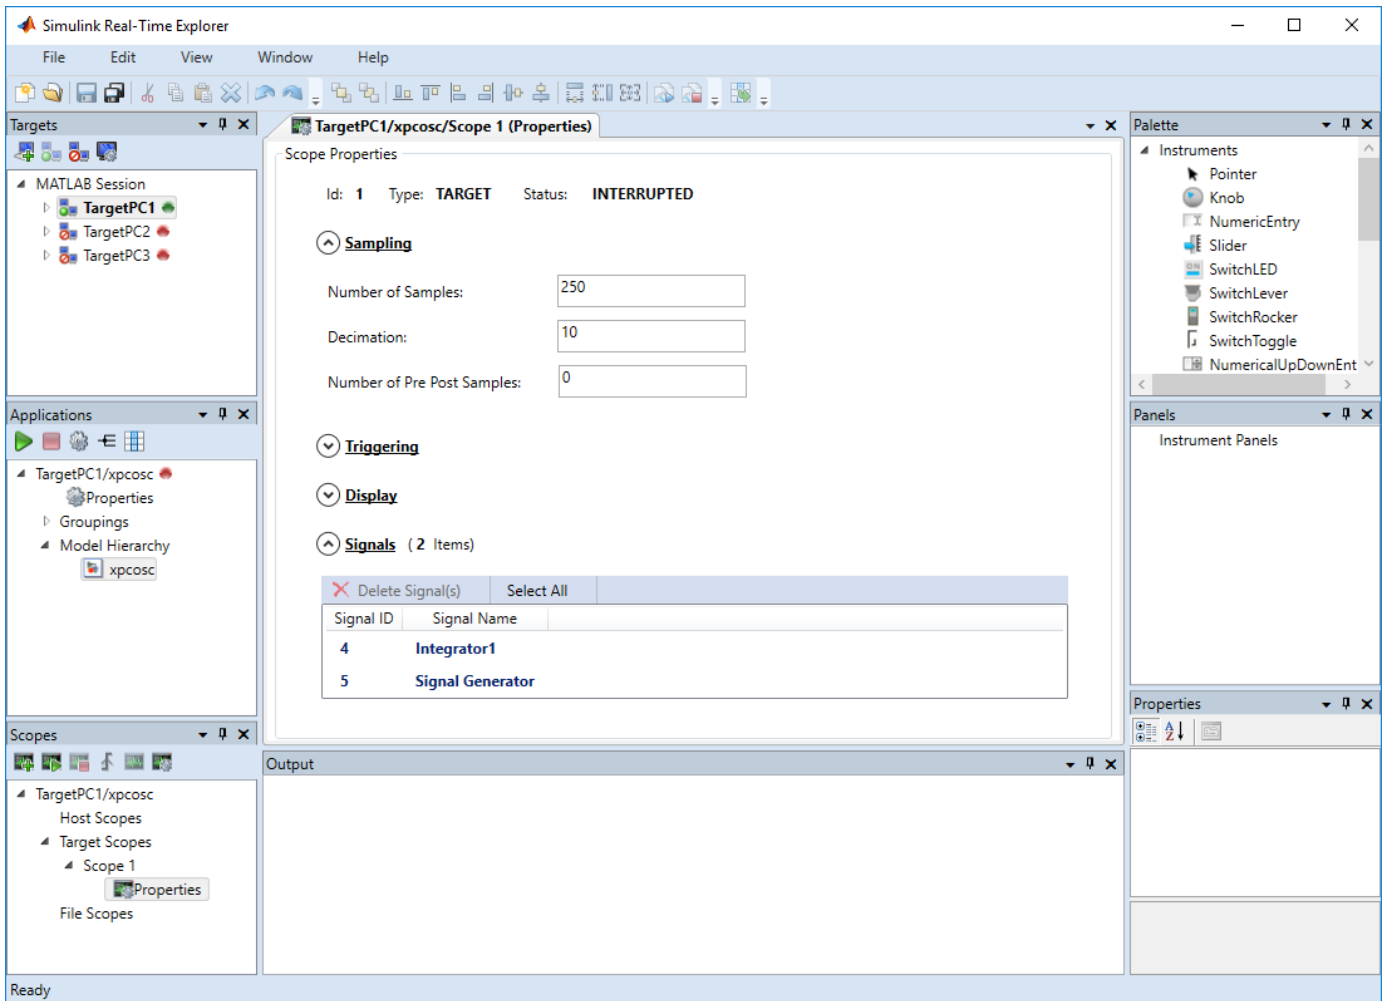 Simulink Real-Time Explorer
File Edit View Window Help
Targets
MATLAB Session
TargetPC1
TargetPC2
TargetPC3
Applications
TargetPC1/xpcosc
Properties
Groupings
Model Hierarchy
xpcosc
Scopes
TargetPC1/xpcosc
Host Scopes
Target Scopes
Scope 1
Properties
File Scopes
TargetPC1/xpcosc/Scope 1 (Properties)
Scope Properties
Id: 1 Type: TARGET Status: INTERRUPTED
Sampling
Number of Samples: 250
Decimation: 10
Number of Pre Post Samples: 0
Triggering
Display
Signals ( 2 Items)
Delete Signal(s) Select All
Signal ID Signal Name
4 Integrator1
5 Signal Generator
Output
Palette
Instruments
Pointer
Knob
NumericEntry
Slider
ON SwitchLED
SwitchLever
SwitchRocker
SwitchToggle
NumericalUpDownEnt
Panels
Instrument Panels
Properties
Ready